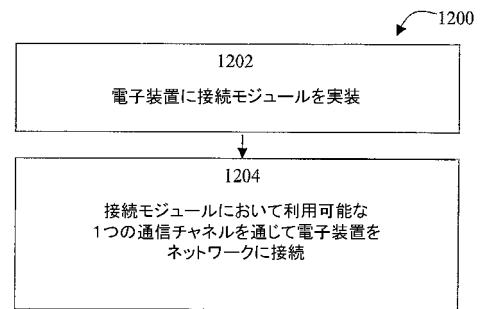 1200
1202
電子装置に接続モジュールを実装
1204
接続モジュールにおいて利用可能な
1つの通信チャネルを通じて電子装置を
ネットワークに接続